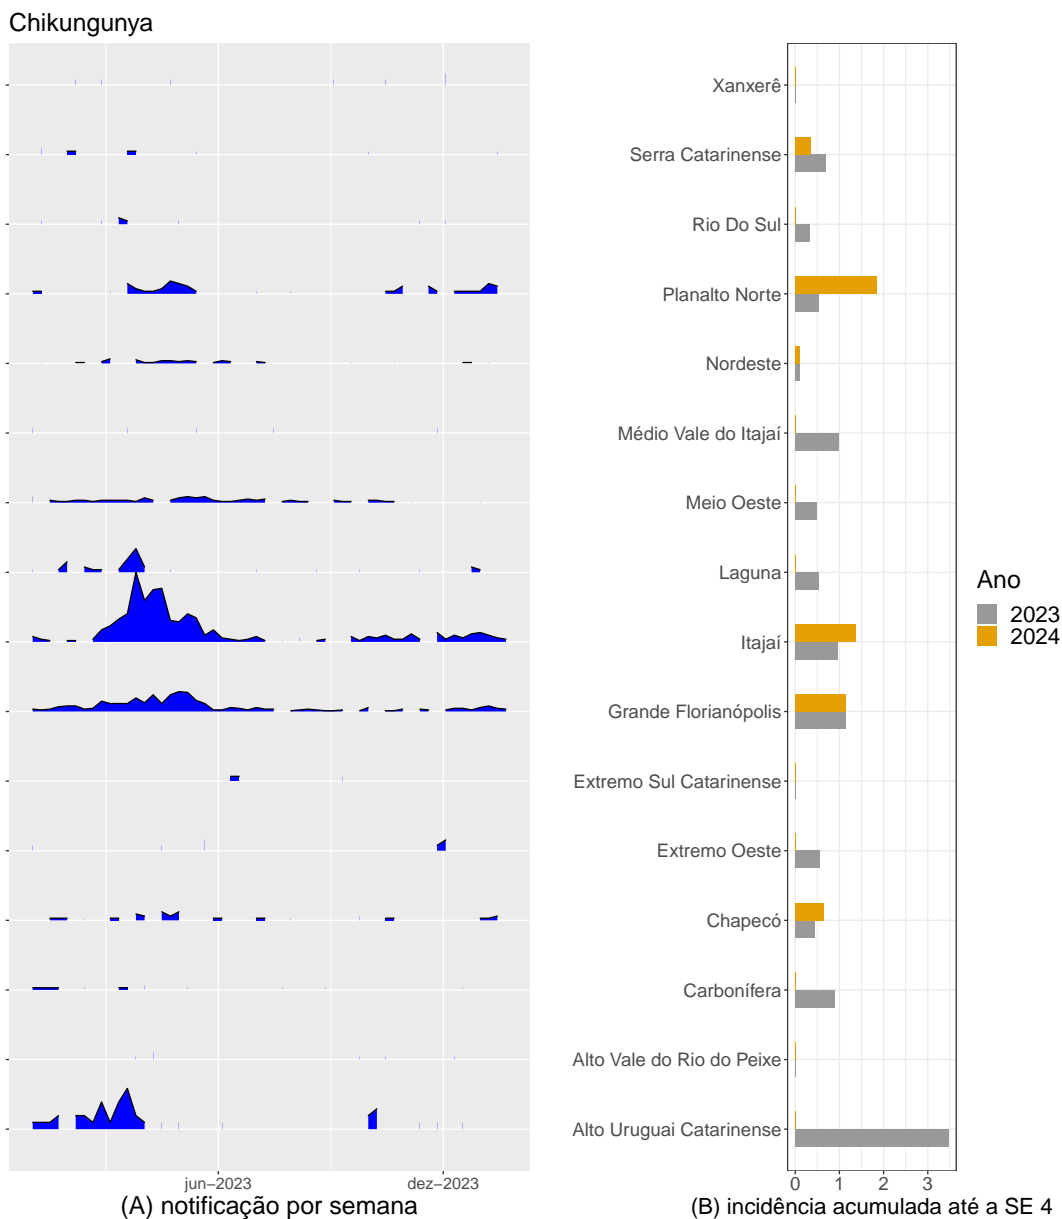 Chikungunya
Xanxerê
Serra Catarinense
Rio Do Sul
Planalto Norte
Nordeste
Médio Vale do Itajaí
Meio Oeste
Laguna
Itajaí
Grande Florianópolis
Extremo Sul Catarinense
Extremo Oeste
Chapecó
Carbonífera
Alto Vale do Rio do Peixe
Alto Uruguai Catarinense
Ano
2023
2024
jun−2023 dez−2023
0 1 2 3
(A) notificação por semana
(B) incidência acumulada até a SE 4